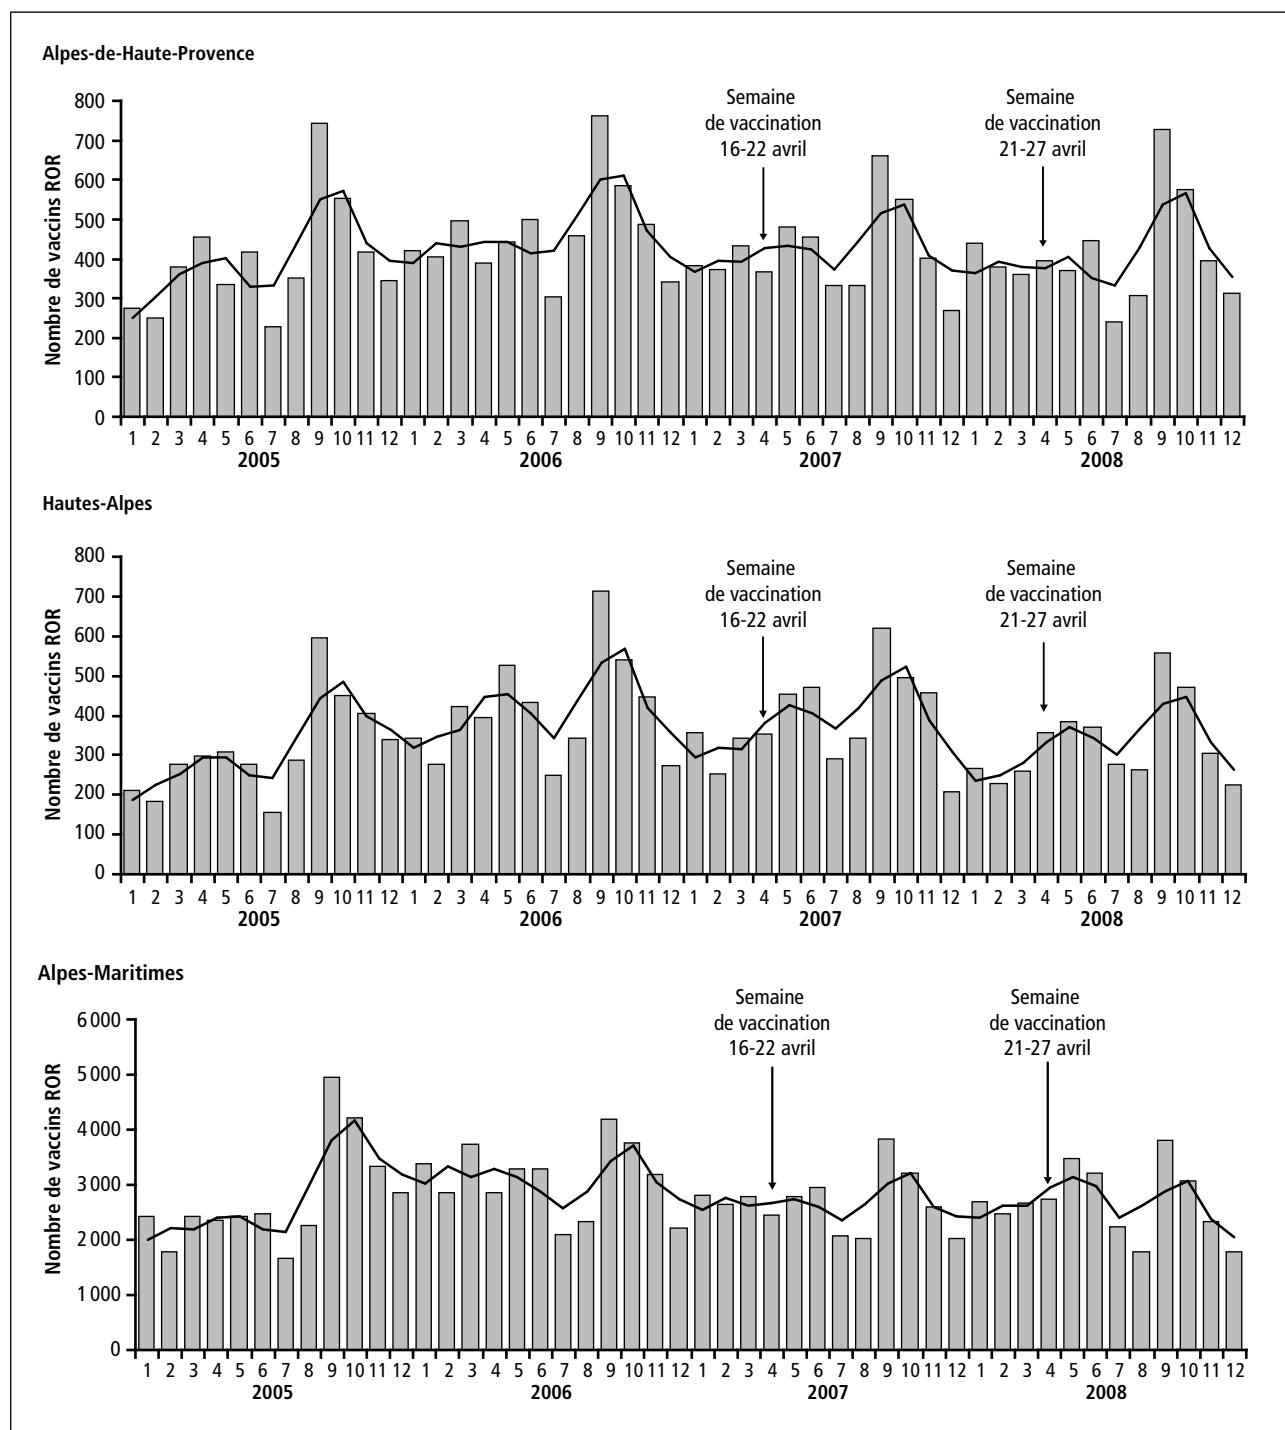 Alpes-de-Haute-Provence
Nombre de vaccins ROR
800
700
600
500
400
300
200
100
0
Semaine
de vaccination
16-22 avril
Semaine
de vaccination
21-27 avril
1 2 3 4 5 6 7 8 9 10 11 12 1 2 3 4 5 6 7 8 9 10 11 12 1 2 3 4 5 6 7 8 9 10 11 12 1 2 3 4 5 6 7 8 9 10 11 12
2005 2006 2007 2008
Hautes-Alpes
Nombre de vaccins ROR
800
700
600
500
400
300
200
100
0
Semaine
de vaccination
16-22 avril
Semaine
de vaccination
21-27 avril
1 2 3 4 5 6 7 8 9 10 11 12 1 2 3 4 5 6 7 8 9 10 11 12 1 2 3 4 5 6 7 8 9 10 11 12 1 2 3 4 5 6 7 8 9 10 11 12
2005 2006 2007 2008
Alpes-Maritimes
Nombre de vaccins ROR
6 000
5 000
4 000
3 000
2 000
1 000
0
Semaine
de vaccination
16-22 avril
Semaine
de vaccination
21-27 avril
1 2 3 4 5 6 7 8 9 10 11 12 1 2 3 4 5 6 7 8 9 10 11 12 1 2 3 4 5 6 7 8 9 10 11 12 1 2 3 4 5 6 7 8 9 10 11 12
2005 2006 2007 2008